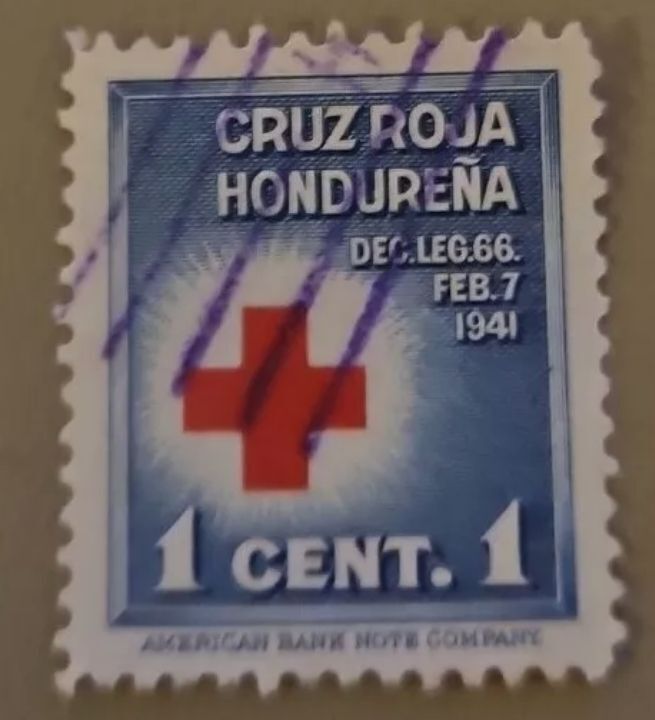 CRUZ ROJA
HONDUREÑA
DEC.LEG.66.
FEB.7
1941
1 CENT. 1
AMERICAN BANK NOTE COMPANY.